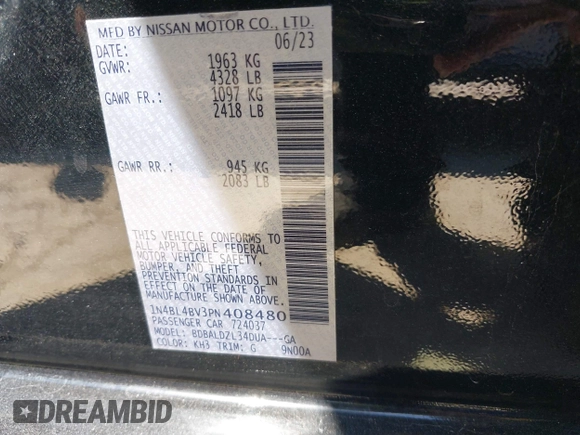 MFD BY NISSAN MOTOR CO., LTD.
DATE: 06/23
GVWR: 1963 KG
4328 LB
GAWR FR.: 1097 KG
2418 LB
GAWR RR.: 945 KG
2083 LB
THIS VEHICLE CONFORMS TO
ALL APPLICABLE FEDERAL
MOTOR VEHICLE SAFETY,
BUMPER, AND THEFT
PREVENTION STANDARDS IN
EFFECT ON THE DATE OF
MANUFACTURE SHOWN ABOVE.
1N4BL4BV3PN408480
PASSENGER CAR 724037
MODEL: BDBALDZL34DUA---GA
COLOR: KH3 TRIM: G 9N00A
DREAMBID